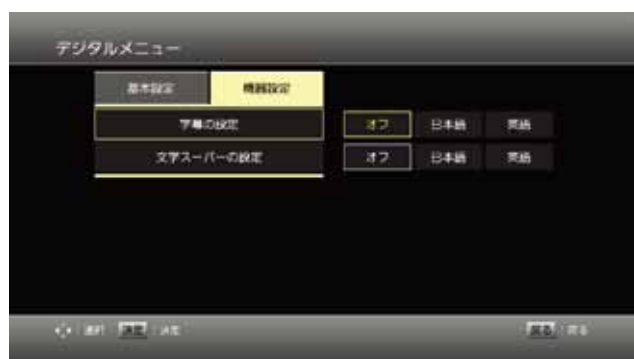 デジタルメニュー
基本設定 機器設定
字幕の設定 オフ 日本語 英語
文字スーパーの設定 オフ 日本語 英語
選択 決定 決定 戻る 戻る